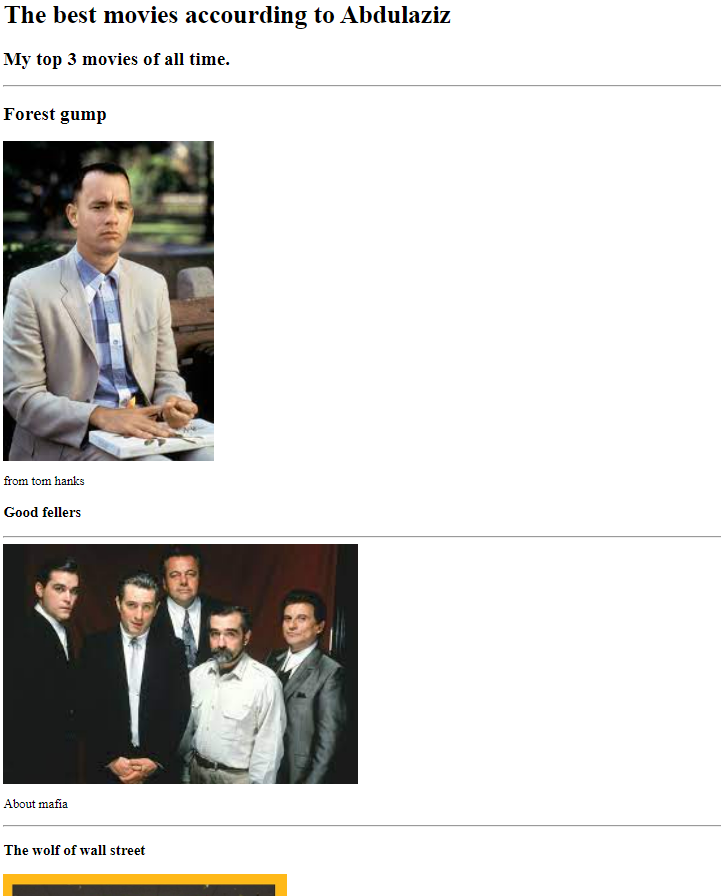 The best movies accourding to Abdulaziz
My top 3 movies of all time.
Forest gump
from tom hanks
Good fellers
About mafia
The wolf of wall street